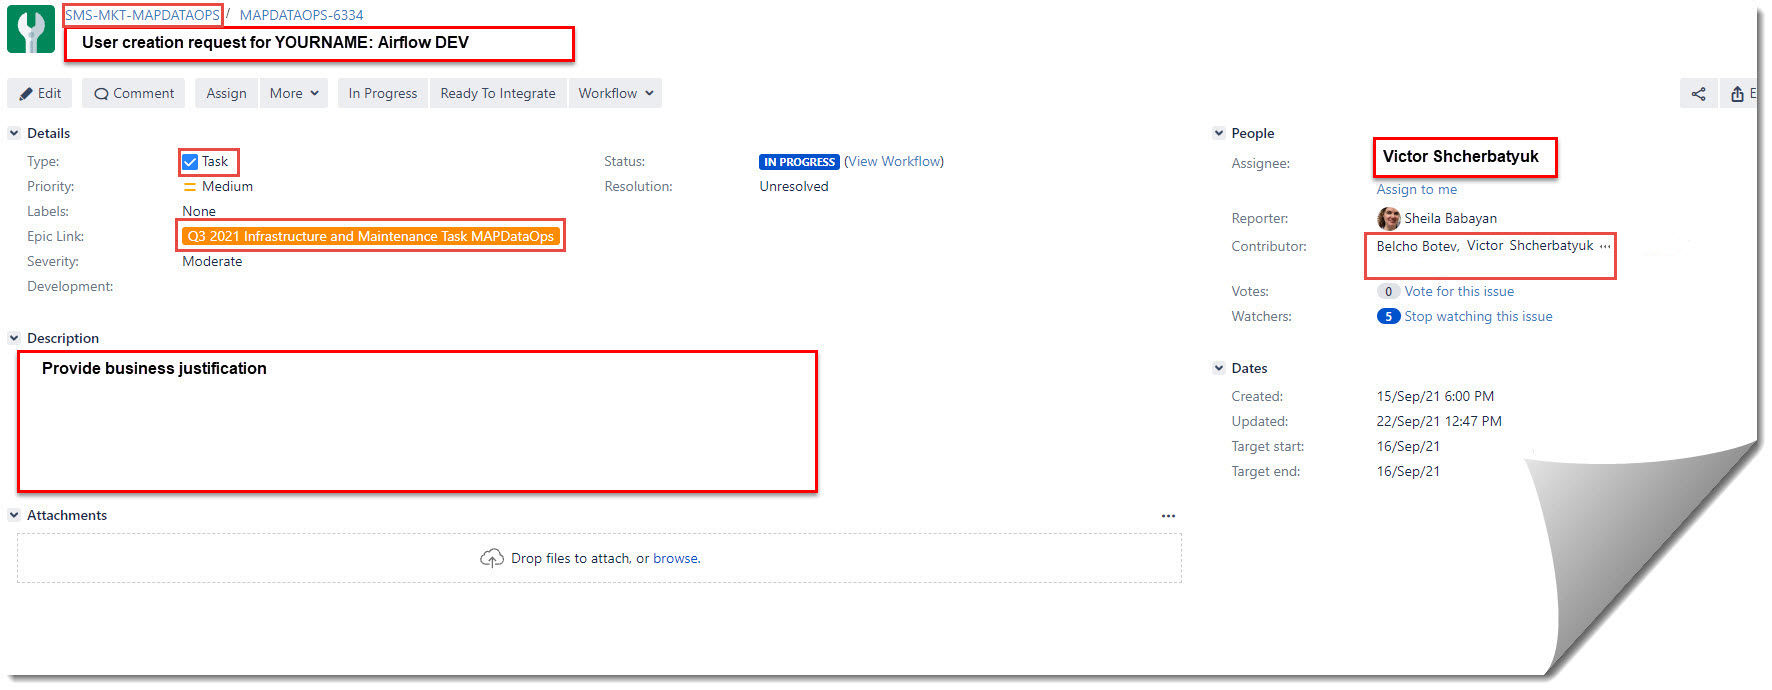 SMS-MKT-MAPDATAOPS / MAPDATAOPS-6334
User creation request for YOURNAME: Airflow DEV
Edit Comment Assign More In Progress Ready To Integrate Workflow E
Details
Type: Task
Priority: Medium
Labels: None
Epic Link: Q3 2021 Infrastructure and Maintenance Task MAPDataOps
Severity: Moderate
Development:
Status: IN PROGRESS (View Workflow)
Resolution: Unresolved
Description
Provide business justification
Attachments
...
Drop files to attach, or browse.
People
Assignee: Victor Shcherbatyuk
Assign to me
Reporter: Sheila Babayan
Contributor: Belcho Botev, Victor Shcherbatyuk ...
Votes: 0 Vote for this issue
Watchers: 5 Stop watching this issue
Dates
Created: 15/Sep/21 6:00 PM
Updated: 22/Sep/21 12:47 PM
Target start: 16/Sep/21
Target end: 16/Sep/21